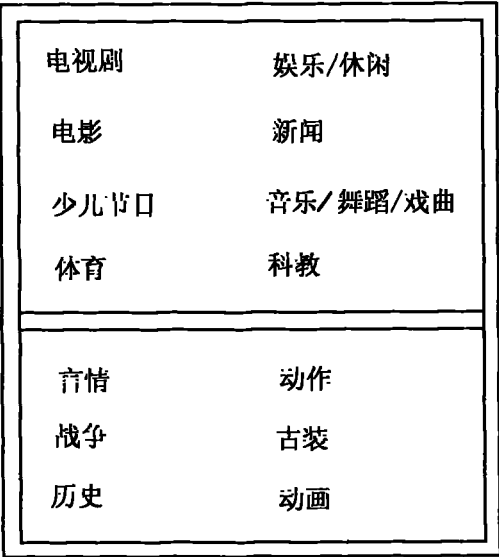 电视剧 娱乐/休闲
电影 新闻
少儿节目 音乐/舞蹈/戏曲
体育 科教
言情 动作
战争 古装
历史 动画